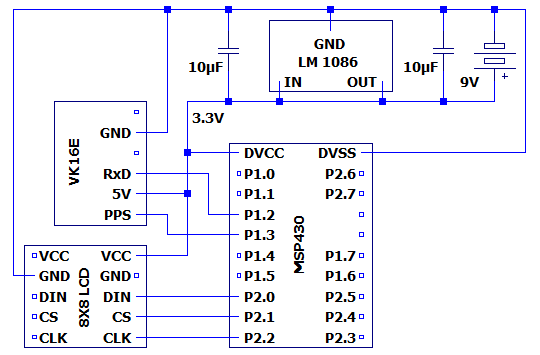 GND
LM 1086
IN OUT
10µF
10µF
9V
+
3.3V
VK16E
GND
RxD
5V
PPS
8X8 LCD
VCC VCC
GND GND
DIN DIN
CS CS
CLK CLK
MSP430
DVCC DVSS
P1.0 P2.6
P1.1 P2.7
P1.2
P1.3
P1.4 P1.7
P1.5 P1.6
P2.0 P2.5
P2.1 P2.4
P2.2 P2.3